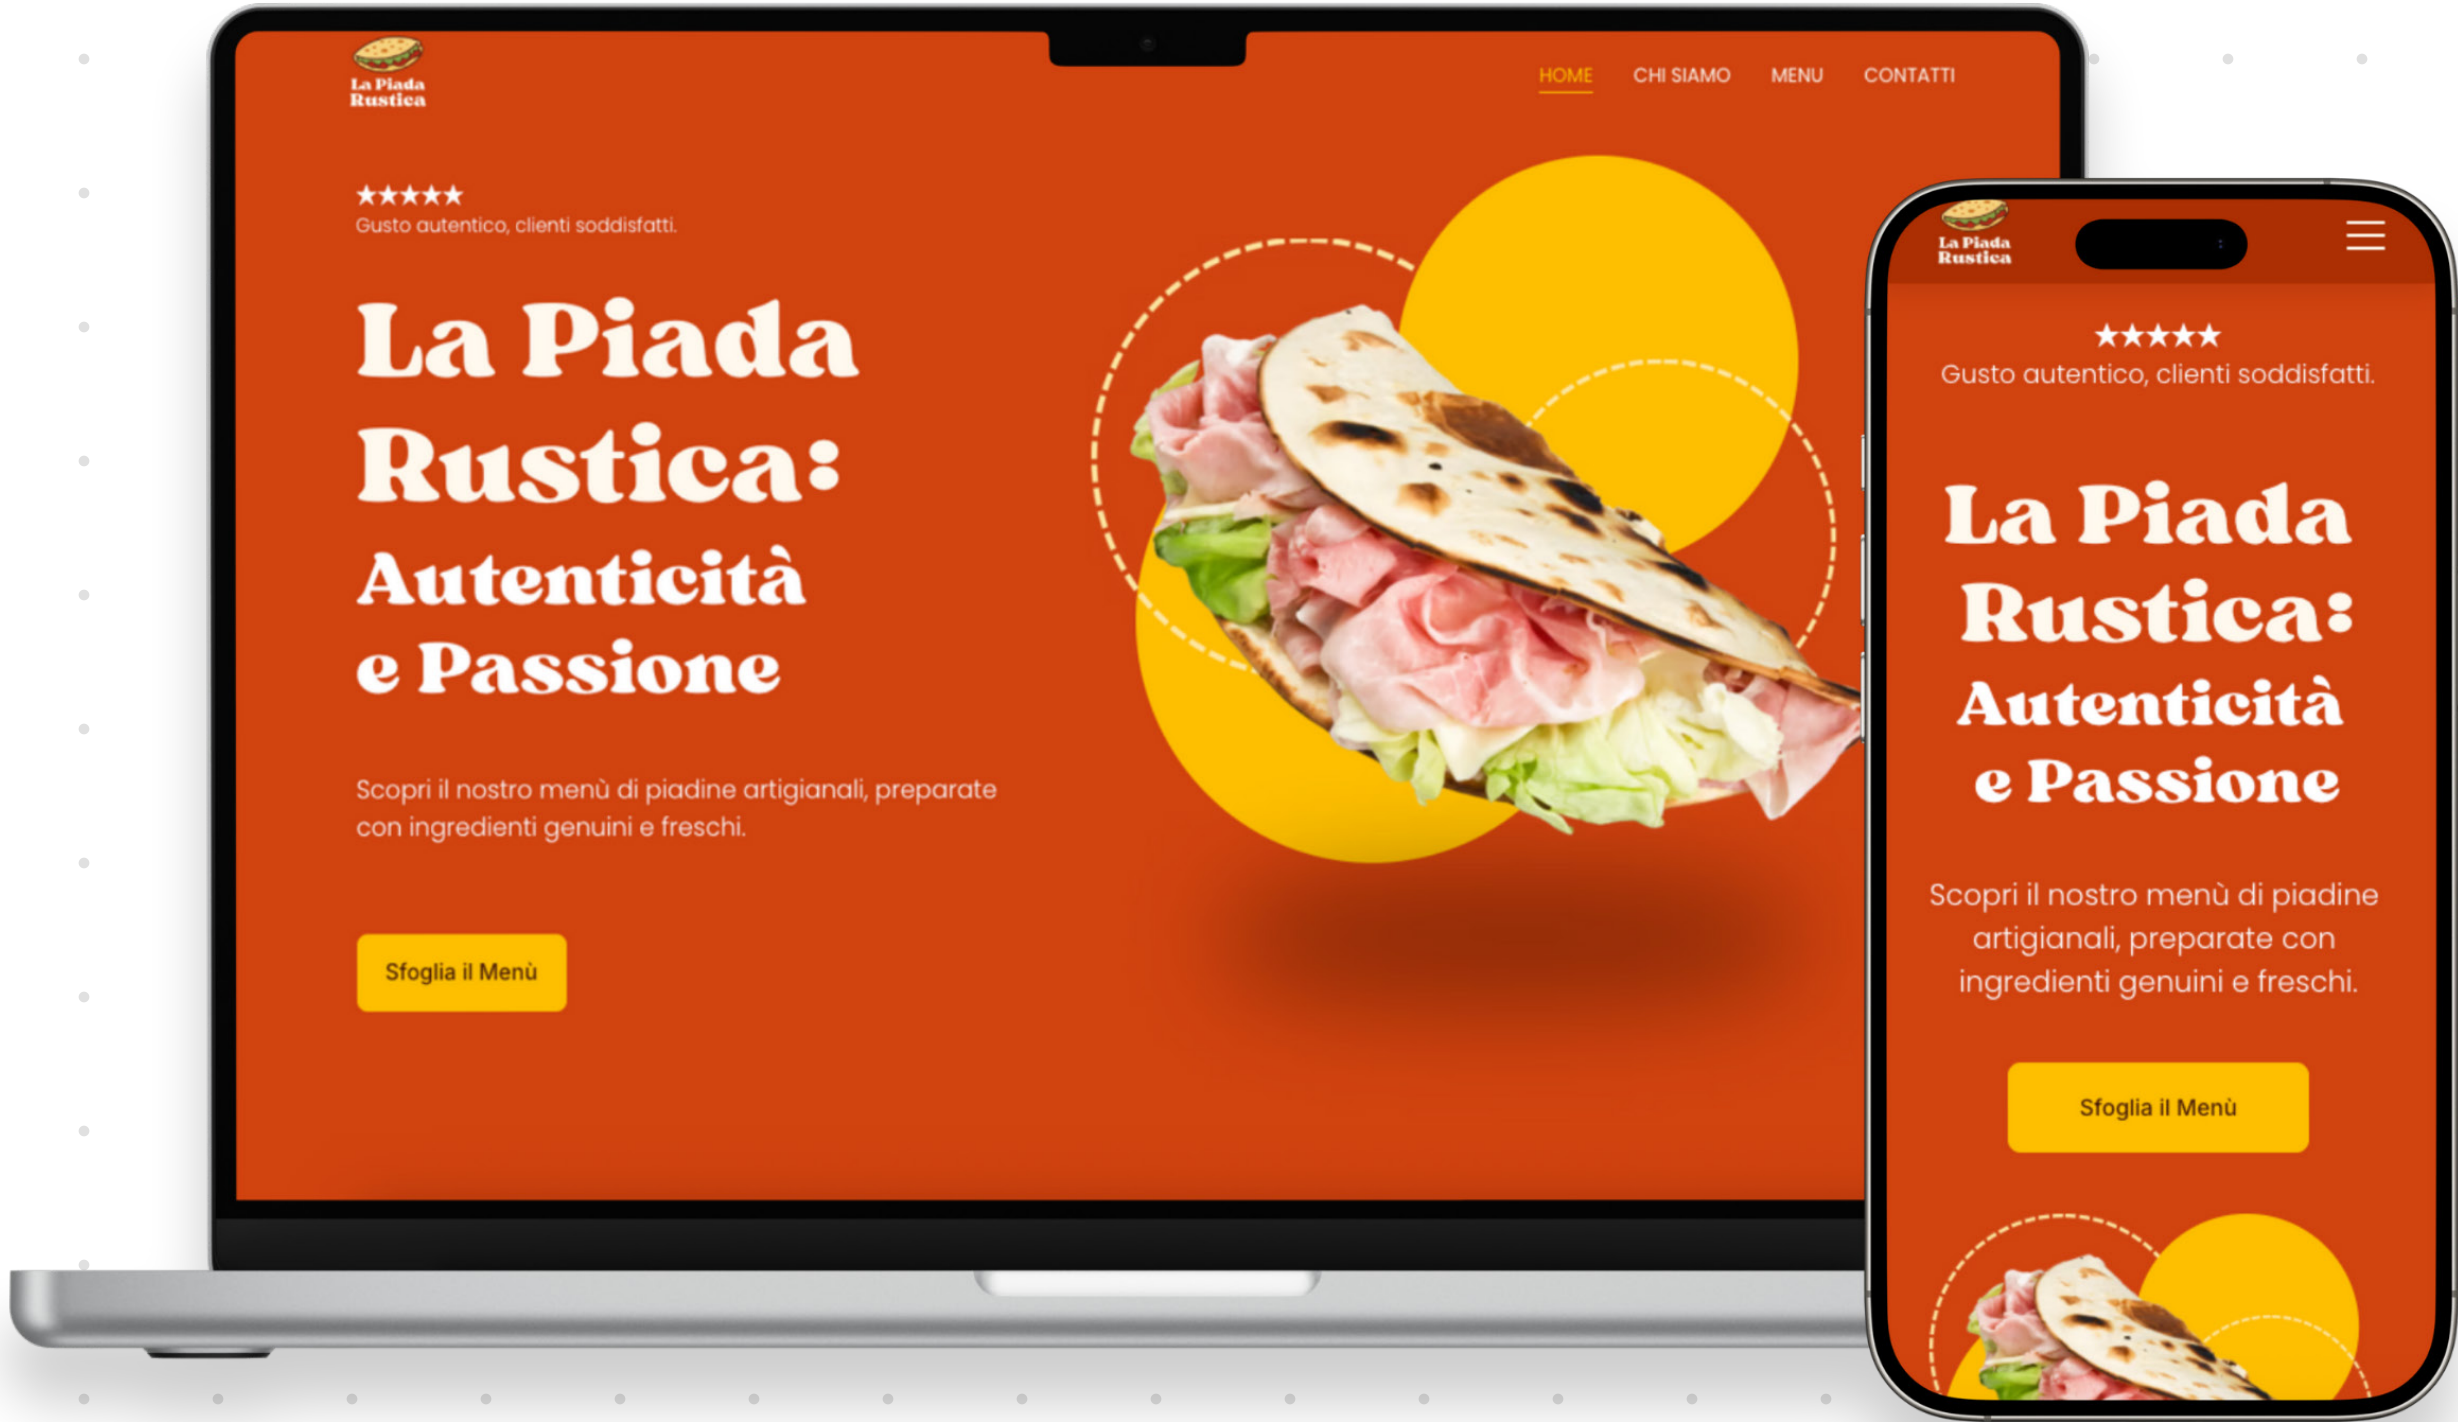 La Piada
Rustica
HOME CHI SIAMO MENU CONTATTI
Gusto autentico, clienti soddisfatti.
La Piada
Rustica:
Autenticità
e Passione
Scopri il nostro menù di piadine artigianali, preparate
con ingredienti genuini e freschi.
Sfoglia il Menù
La Piada
Rustica
Gusto autentico, clienti soddisfatti.
La Piada
Rustica:
Autenticità
e Passione
Scopri il nostro menù di piadine
artigianali, preparate con
ingredienti genuini e freschi.
Sfoglia il Menù